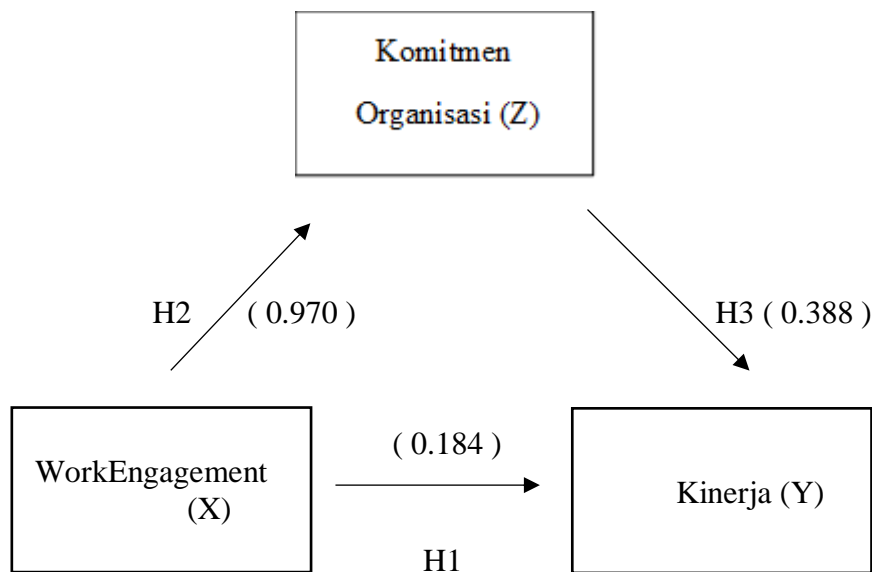 Komitmen
Organisasi (Z)
H2 ( 0.970 )
H3 ( 0.388 )
( 0.184 )
WorkEngagement
(X)
Kinerja (Y)
H1